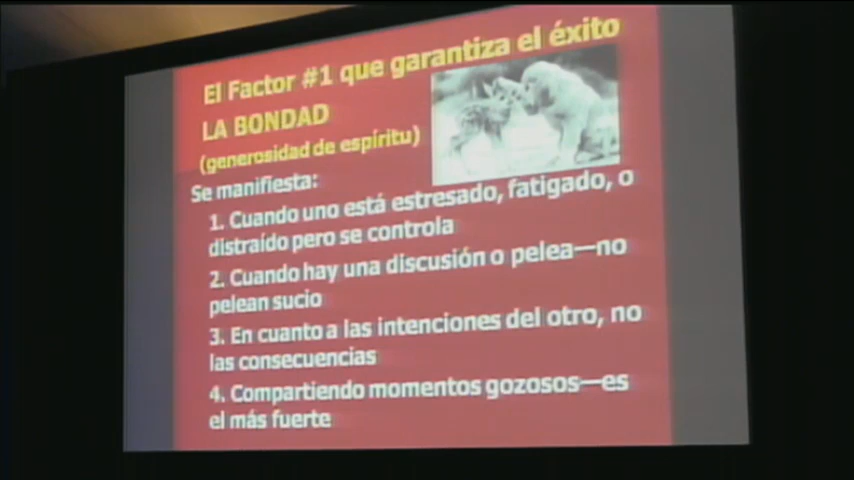 El Factor #1 que garantiza el éxito
LA BONDAD
(generosidad de espíritu)
Se manifiesta:
1. Cuando uno está estresado, fatigado, o
distraído pero se controla
2. Cuando hay una discusión o pelea—no
pelean sucio
3. En cuanto a las intenciones del otro, no
las consecuencias
4. Compartiendo momentos gozosos—es
el más fuerte